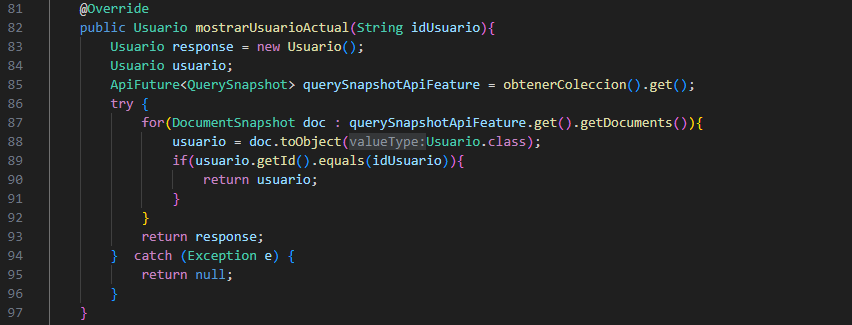 81 @Override
82 public Usuario mostrarUsuarioActual(String idUsuario){
83 Usuario response = new Usuario();
84 Usuario usuario;
85 ApiFuture<QuerySnapshot> querySnapshotApiFeature = obtenerColeccion().get();
86 try {
87 for(DocumentSnapshot doc : querySnapshotApiFeature.get().getDocuments()){
88 usuario = doc.toObject(valueType:Usuario.class);
89 if(usuario.getId().equals(idUsuario)){
90 return usuario;
91 }
92 }
93 return response;
94 }  catch (Exception e) {
95 return null;
96 }
97 }